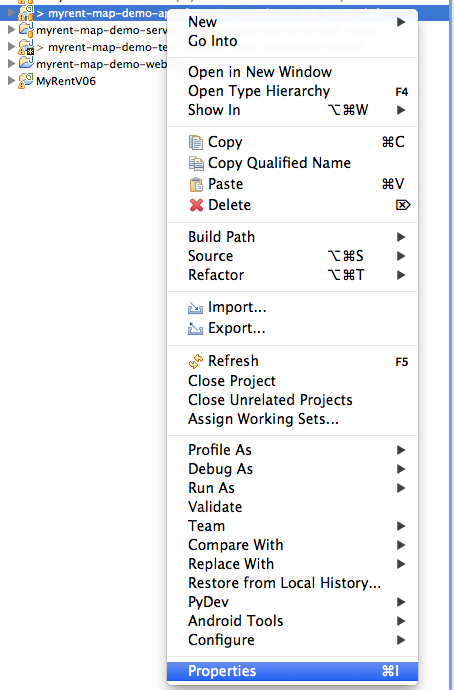 > myrent-map-demo-ap
New
myrent-map-demo-serv
Go Into
> myrent-map-demo-te
myrent-map-demo-web
Open in New Window
MyRentV06
Open Type Hierarchy F4
Show In ⌥⌘W
Copy ⌘C
Copy Qualified Name
Paste ⌘V
Delete ⌦
Build Path
Source ⌥⌘S
Refactor ⌥⌘T
Import...
Export...
Refresh F5
Close Project
Close Unrelated Projects
Assign Working Sets...
Profile As
Debug As
Run As
Validate
Team
Compare With
Replace With
Restore from Local History...
PyDev
Android Tools
Configure
Properties ⌘I